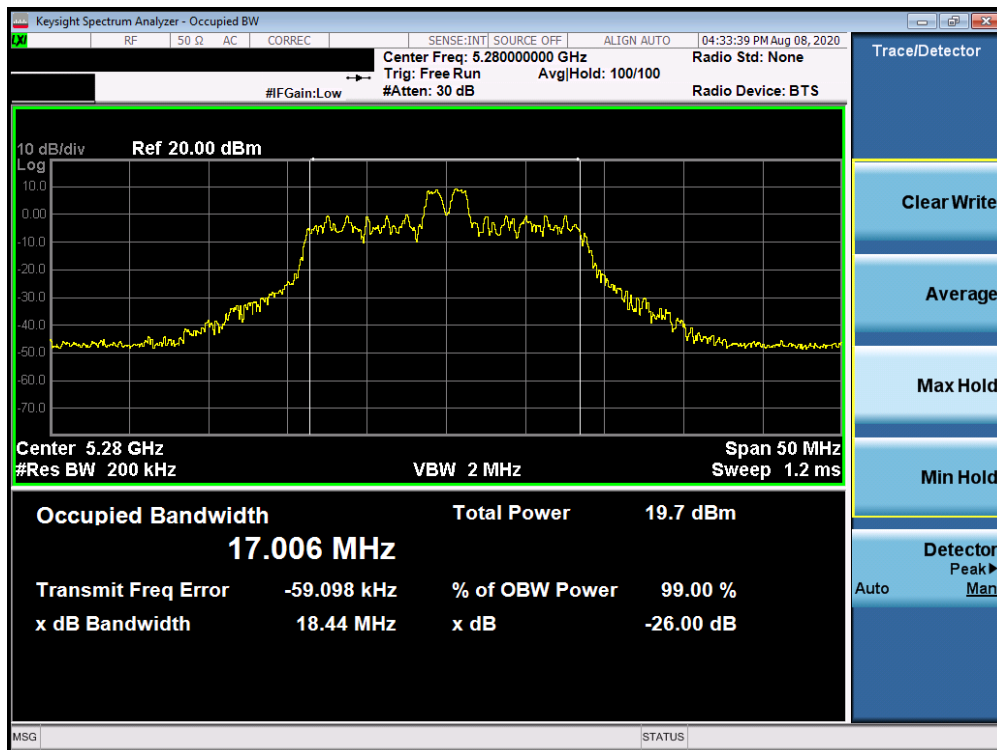 Keysight Spectrum Analyzer - Occupied BW
LXI RF 50 Ω AC CORREC SENSE:INT SOURCE OFF ALIGN AUTO 04:33:39 PM Aug 08, 2020
Center Freq: 5.280000000 GHz Radio Std: None
Trig: Free Run Avg|Hold: 100/100
#IFGain:Low #Atten: 30 dB Radio Device: BTS
Trace/Detector
10 dB/div Ref 20.00 dBm
Log
10.0
0.00
-10.0
-20.0
-30.0
-40.0
-50.0
-60.0
-70.0
Center 5.28 GHz Span 50 MHz
#Res BW 200 kHz VBW 2 MHz Sweep 1.2 ms
Occupied Bandwidth Total Power 19.7 dBm
17.006 MHz
Transmit Freq Error -59.098 kHz % of OBW Power 99.00 %
x dB Bandwidth 18.44 MHz x dB -26.00 dB
Clear Write
Average
Max Hold
Min Hold
Detector
Peak▶
Auto Man
MSG STATUS